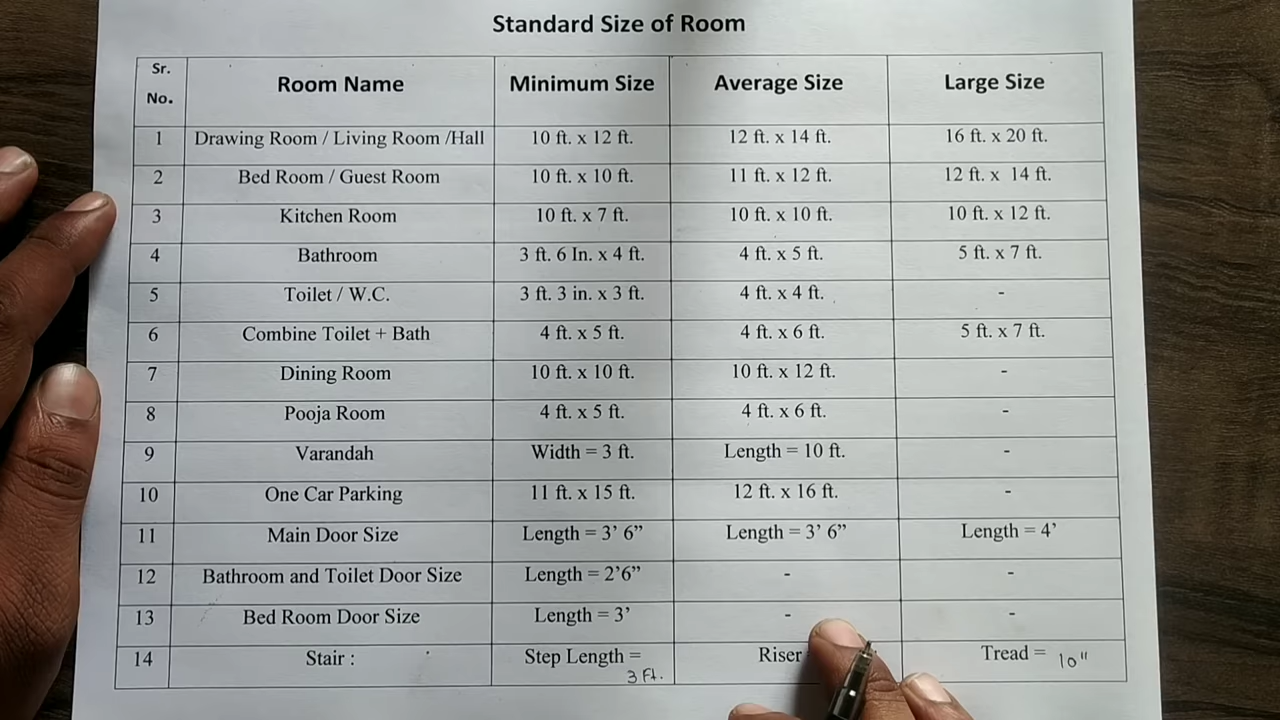 Standard Size of Room
Sr. No. Room Name Minimum Size Average Size Large Size
1 Drawing Room / Living Room /Hall 10 ft. x 12 ft. 12 ft. x 14 ft. 16 ft. x 20 ft.
2 Bed Room / Guest Room 10 ft. x 10 ft. 11 ft. x 12 ft. 12 ft. x 14 ft.
3 Kitchen Room 10 ft. x 7 ft. 10 ft. x 10 ft. 10 ft. x 12 ft.
4 Bathroom 3 ft. 6 In. x 4 ft. 4 ft. x 5 ft. 5 ft. x 7 ft.
5 Toilet / W.C. 3 ft. 3 in. x 3 ft. 4 ft. x 4 ft. -
6 Combine Toilet + Bath 4 ft. x 5 ft. 4 ft. x 6 ft. 5 ft. x 7 ft.
7 Dining Room 10 ft. x 10 ft. 10 ft. x 12 ft. -
8 Pooja Room 4 ft. x 5 ft. 4 ft. x 6 ft. -
9 Varandah Width = 3 ft. Length = 10 ft. -
10 One Car Parking 11 ft. x 15 ft. 12 ft. x 16 ft. -
11 Main Door Size Length = 3’ 6” Length = 3’ 6” Length = 4’
12 Bathroom and Toilet Door Size Length = 2’6” - -
13 Bed Room Door Size Length = 3’ - -
14 Stair : Step Length = 3 Ft. Riser Tread = 10"